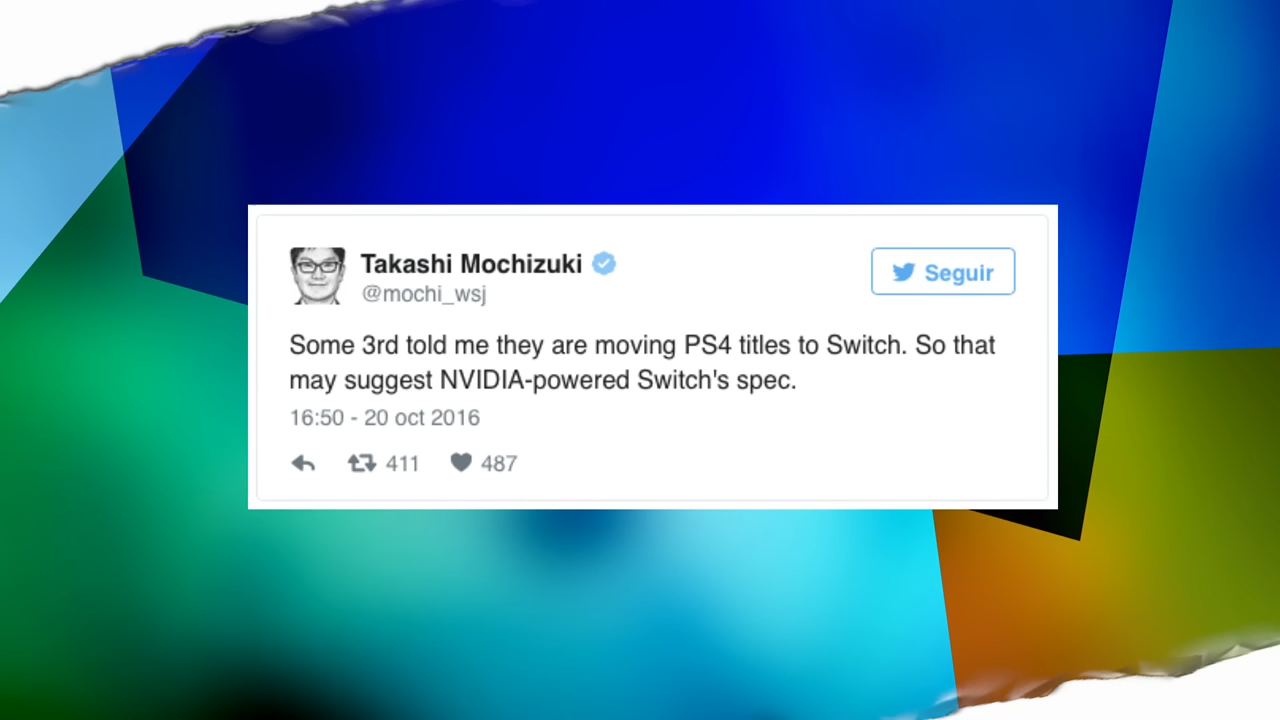 Takashi Mochizuki
@mochi_wsj
Seguir
Some 3rd told me they are moving PS4 titles to Switch. So that
may suggest NVIDIA-powered Switch's spec.
16:50 - 20 oct 2016
411 487